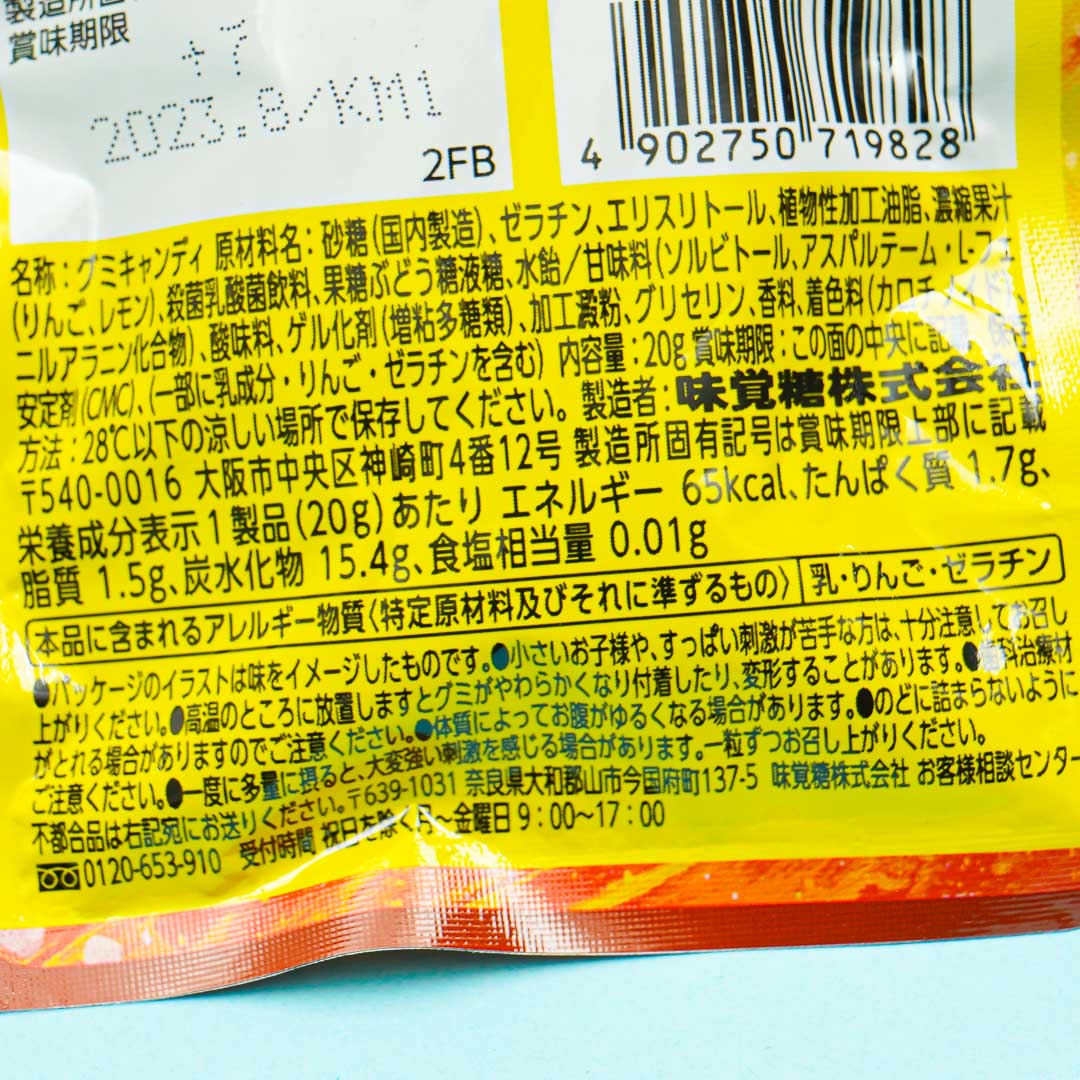 製造所固
賞味期限
+7
2023.8/KM1
2FB
4 902750 719828
名称:グミキャンディ 原材料名:砂糖(国内製造)、ゼラチン、エリスリトール、植物性加工油脂、濃縮果汁
(りんご、レモン)、殺菌乳酸菌飲料、果糖ぶどう糖液糖、水飴/甘味料(ソルビトール、アスパルテーム・L-フェ
ニルアラニン化合物)、酸味料、ゲル化剤(増粘多糖類)、加工澱粉、グリセリン、香料、着色料(カロチノイド)、
安定剤(CMC)、(一部に乳成分・りんご・ゼラチンを含む) 内容量:20g 賞味期限:この面の中央に記載 保存
方法:28℃以下の涼しい場所で保存してください。 製造者:味覚糖株式会社
〒540-0016 大阪市中央区神崎町4番12号 製造所固有記号は賞味期限上部に記載
栄養成分表示1製品(20g)あたり エネルギー 65kcal、たんぱく質 1.7g、
脂質 1.5g、炭水化物 15.4g、食塩相当量 0.01g
本品に含まれるアレルギー物質〈特定原材料及びそれに準ずるもの〉 乳・りんご・ゼラチン
●パッケージのイラストは味をイメージしたものです。●小さいお子様や、すっぱい刺激が苦手な方は、十分注意してお召し
上がりください。●高温のところに放置しますとグミがやわらかくなり付着したり、変形することがあります。●歯科治療材
がとれる場合がありますのでご注意ください。●体質によってお腹がゆるくなる場合があります。●のどに詰まらないように
ご注意ください。●一度に多量に摂ると、大変強い刺激を感じる場合があります。一粒ずつお召し上がりください。
不都合品は右記宛にお送りください。〒639-1031 奈良県大和郡山市今国府町137-5 味覚糖株式会社 お客様相談センター
0120-653-910 受付時間 祝日を除く月~金曜日 9:00~17:00